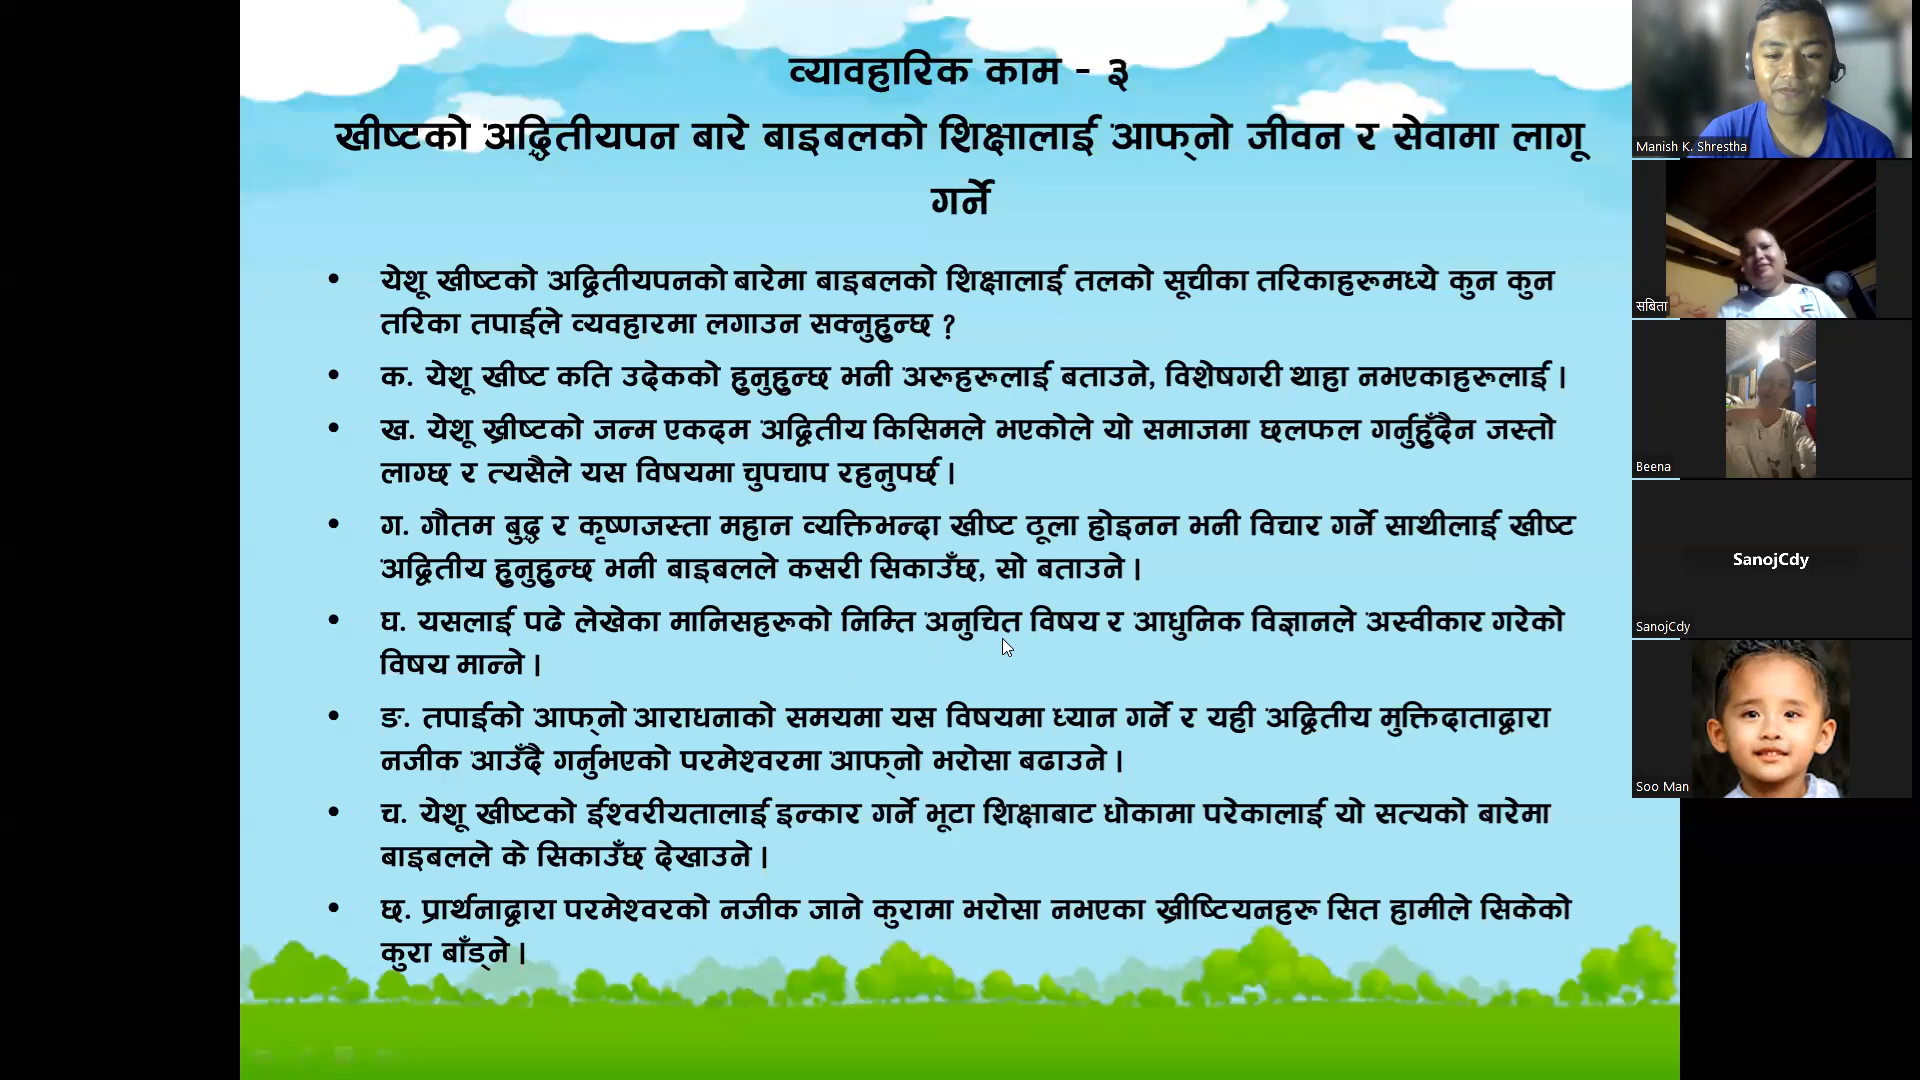 व्यावहारिक काम - ३
ख्रीष्टको अद्वितीयपन बारे बाइबलको शिक्षालाई आफ्नो जीवन र सेवामा लागू
गर्ने
• येशू ख्रीष्टको अद्वितीयपनको बारेमा बाइबलको शिक्षालाई तलको सूचीका तरिकाहरूमध्ये कुन कुन
तरिका तपाईले व्यवहारमा लगाउन सक्नुहुन्छ ?
• क. येशू ख्रीष्ट कति उदेकको हुनुहुन्छ भनी अरूहरूलाई बताउने, विशेषगरी थाहा नभएकाहरूलाई ।
• ख. येशू ख्रीष्टको जन्म एकदम अद्वितीय किसिमले भएकोले यो समाजमा छलफल गर्नुहुँदैन जस्तो
लाग्छ र त्यसैले यस विषयमा चुपचाप रहनुपर्छ ।
• ग. गौतम बुद्ध र कृष्णजस्ता महान व्यक्तिभन्दा ख्रीष्ट ठूला होइनन भनी विचार गर्ने साथीलाई ख्रीष्ट
अद्वितीय हुनुहुन्छ भनी बाइबलले कसरी सिकाउँछ, सो बताउने ।
• घ. यसलाई पढे लेखेका मानिसहरूको निम्ति अनुचित विषय र आधुनिक विज्ञानले अस्वीकार गरेको
विषय मान्ने ।
• ङ. तपाईको आफ्नो आराधनाको समयमा यस विषयमा ध्यान गर्ने र यही अद्वितीय मुक्तिदाताद्वारा
नजीक आउँदै गर्नुभएको परमेश्वरमा आफ्नो भरोसा बढाउने ।
• च. येशू ख्रीष्टको ईश्वरीयतालाई इन्कार गर्ने भूटा शिक्षाबाट धोकामा परेकालाई यो सत्यको बारेमा
बाइबलले के सिकाउँछ देखाउने ।
• छ. प्रार्थनाद्वारा परमेश्वरको नजीक जाने कुरामा भरोसा नभएका ख्रीष्टियनहरू सित हामीले सिकेको
कुरा बाँड्ने ।
Manish K. Shrestha
सबिता
Beena
SanojCdy
SanojCdy
Soo Man